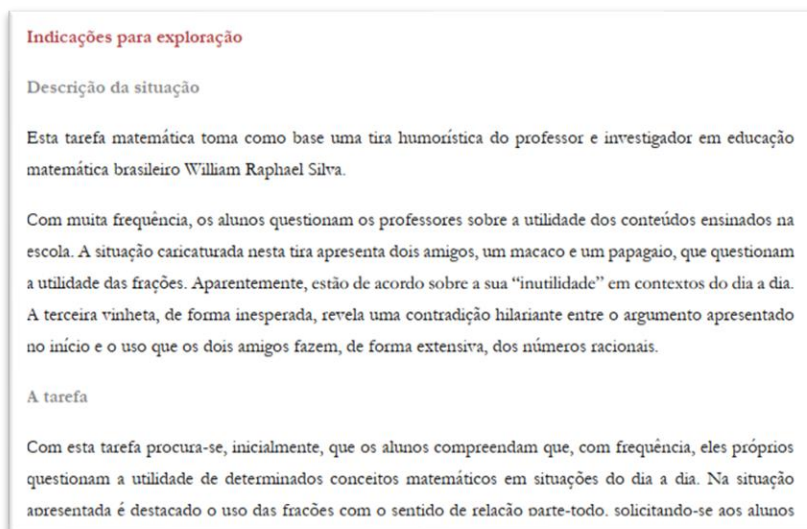 Indicações para exploração
Descrição da situação
Esta tarefa matemática toma como base uma tira humorística do professor e investigador em educação
matemática brasileiro William Raphael Silva.
Com muita frequência, os alunos questionam os professores sobre a utilidade dos conteúdos ensinados na
escola. A situação caricaturada nesta tira apresenta dois amigos, um macaco e um papagaio, que questionam
a utilidade das frações. Aparentemente, estão de acordo sobre a sua “inutilidade” em contextos do dia a dia.
A terceira vinheta, de forma inesperada, revela uma contradição hilariante entre o argumento apresentado
no início e o uso que os dois amigos fazem, de forma extensiva, dos números racionais.
A tarefa
Com esta tarefa procura-se, inicialmente, que os alunos compreendam que, com frequência, eles próprios
questionam a utilidade de determinados conceitos matemáticos em situações do dia a dia. Na situação
apresentada é destacado o uso das frações com o sentido de relação parte-todo, solicitando-se aos alunos